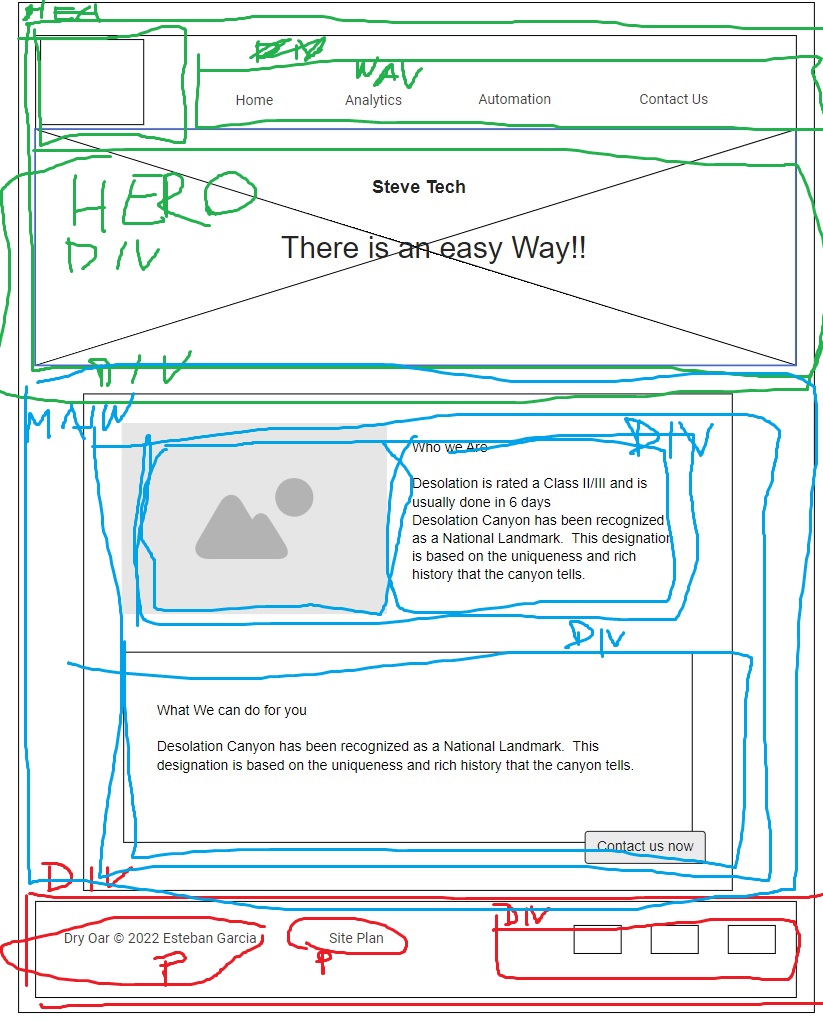 HEA
DIV
NAV
Home Analytics Automation Contact Us
HERO
DIV
Steve Tech
There is an easy Way!!
DIV
MAIN
DIV
Who we Are
Desolation is rated a Class II/III and is
usually done in 6 days
Desolation Canyon has been recognized
as a National Landmark. This designation
is based on the uniqueness and rich
history that the canyon tells.
DIV
What We can do for you
Desolation Canyon has been recognized as a National Landmark. This
designation is based on the uniqueness and rich history that the canyon tells.
Contact us now
DIV
DIV
Dry Oar © 2022 Esteban Garcia Site Plan
P
P